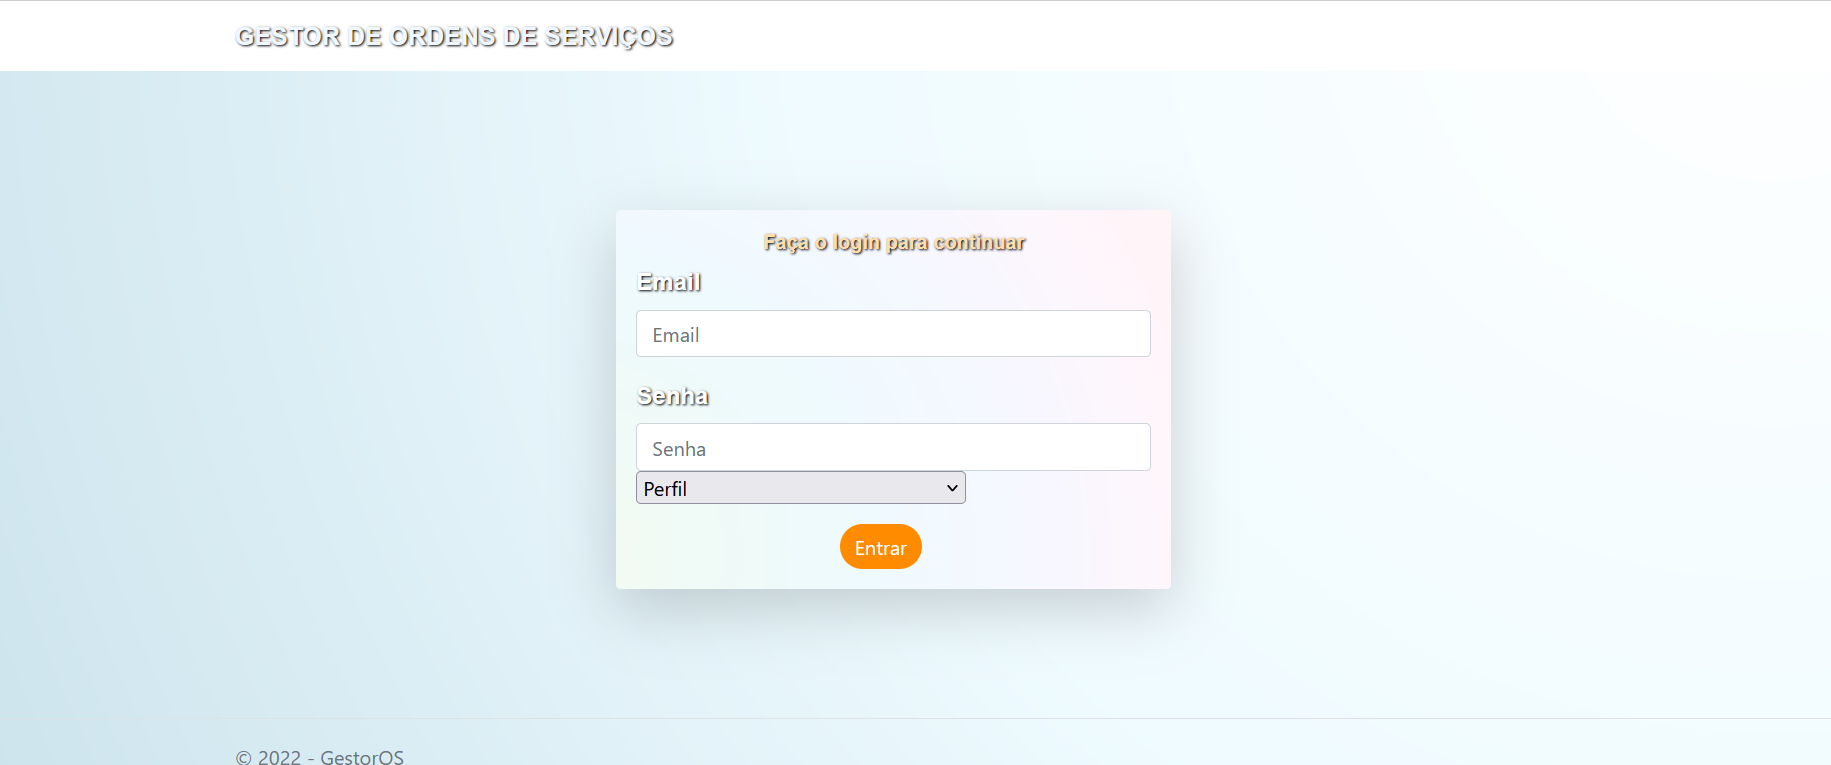 GESTOR DE ORDENS DE SERVIÇOS
Faça o login para continuar
Email
Email
Senha
Senha
Perfil
Entrar
© 2022 - GestorOS